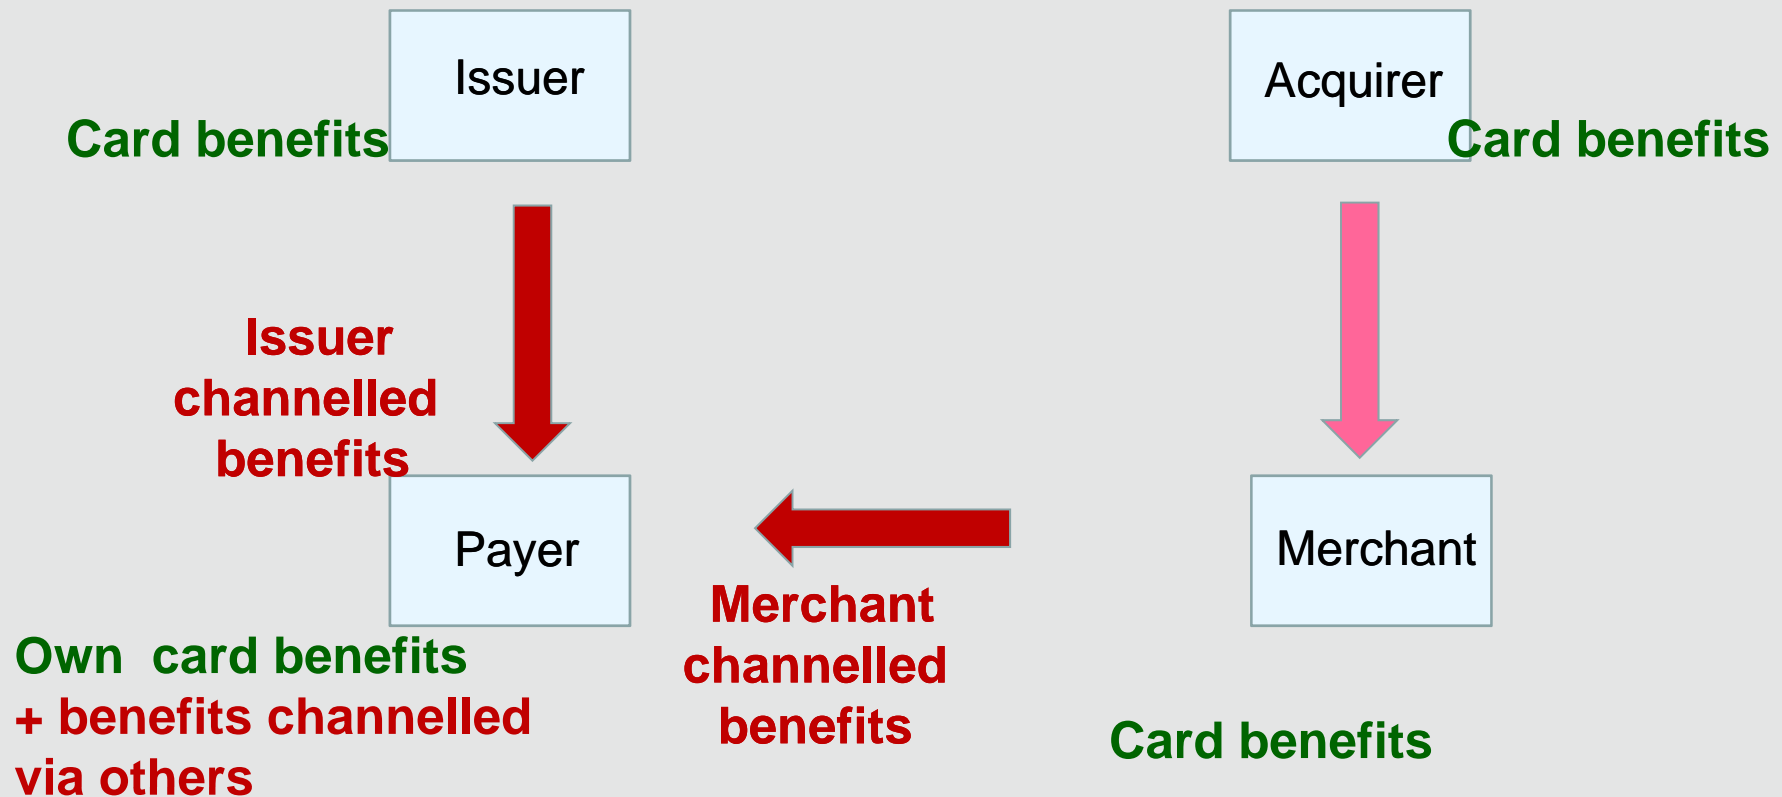 Issuer
Acquirer
Card benefits
Card benefits
Issuer
channelled
benefits
Payer
Merchant
Merchant
channelled
benefits
Own  card benefits
+ benefits channelled
via others
Card benefits